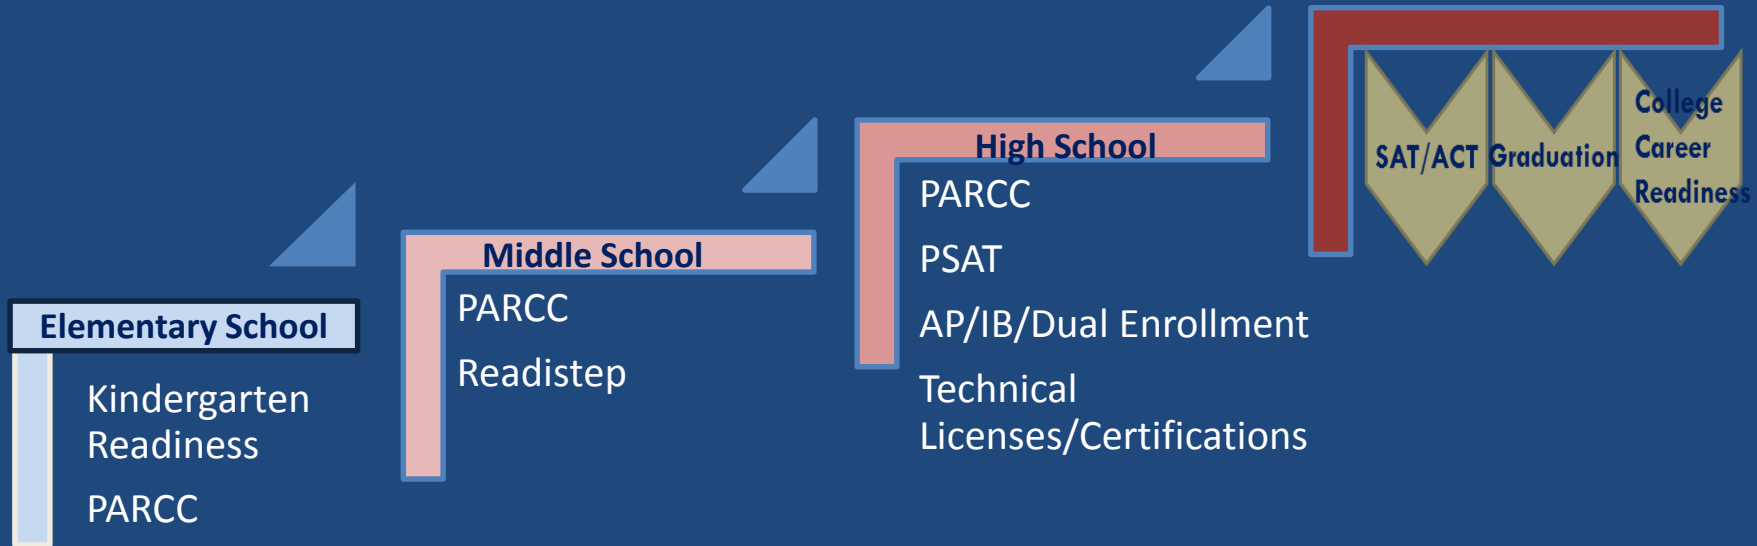 Elementary School
Kindergarten
Readiness
PARCC
Middle School
PARCC
Readistep
High School
PARCC
PSAT
AP/IB/Dual Enrollment
Technical
Licenses/Certifications
SAT/ACT
Graduation
College
Career
Readiness